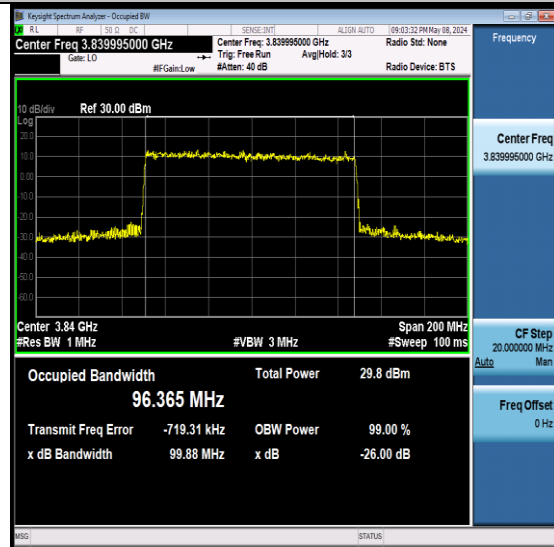 Keysight Spectrum Analyzer - Occupied BW
RL RF 50 Ω DC SENSE:INT ALIGN AUTO 09:03:32 PM May 08, 2024
Center Freq 3.839995000 GHz
Center Freq: 3.839995000 GHz
Radio Std: None
Gate: LO
Trig: Free Run Avg|Hold: 3/3
#IFGain:Low
#Atten: 40 dB
Radio Device: BTS
10 dB/div Ref 30.00 dBm
Log
20.0
10.0
0.00
-10.0
-20.0
-30.0
-40.0
-50.0
-60.0
Center 3.84 GHz Span 200 MHz
#Res BW 1 MHz #VBW 3 MHz #Sweep 100 ms
Occupied Bandwidth Total Power 29.8 dBm
96.365 MHz
Transmit Freq Error -719.31 kHz OBW Power 99.00 %
x dB Bandwidth 99.88 MHz x dB -26.00 dB
MSG STATUS
Frequency
Center Freq
3.839995000 GHz
CF Step
20.000000 MHz
Auto Man
Freq Offset
0 Hz